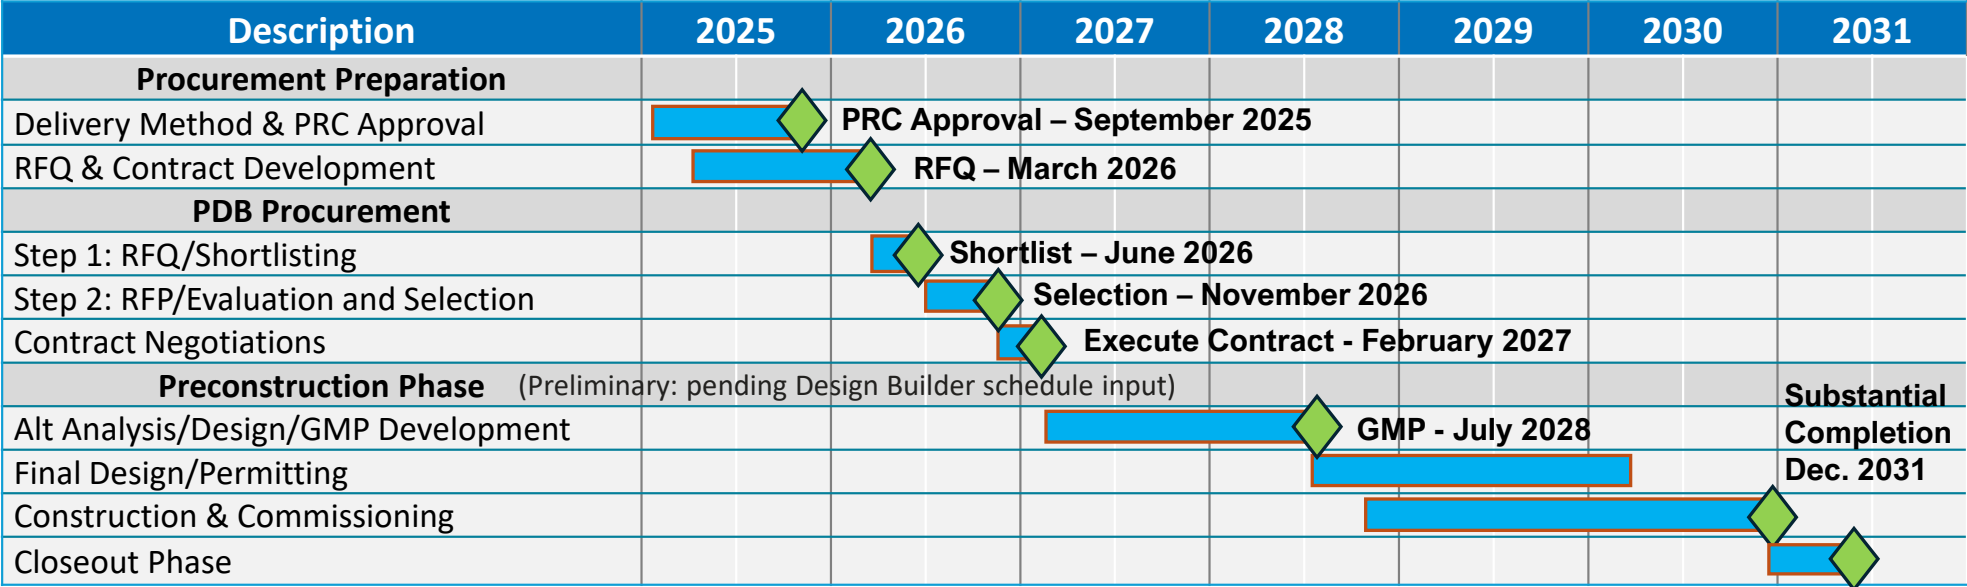 Description 2025 2026 2027 2028 2029 2030 2031
Procurement Preparation
Delivery Method & PRC Approval PRC Approval – September 2025
RFQ & Contract Development RFQ – March 2026
PDB Procurement
Step 1: RFQ/Shortlisting Shortlist – June 2026
Step 2: RFP/Evaluation and Selection Selection – November 2026
Contract Negotiations Execute Contract - February 2027
Preconstruction Phase (Preliminary: pending Design Builder schedule input)
Alt Analysis/Design/GMP Development GMP - July 2028
Final Design/Permitting
Construction & Commissioning
Closeout Phase
Substantial
Completion
Dec. 2031